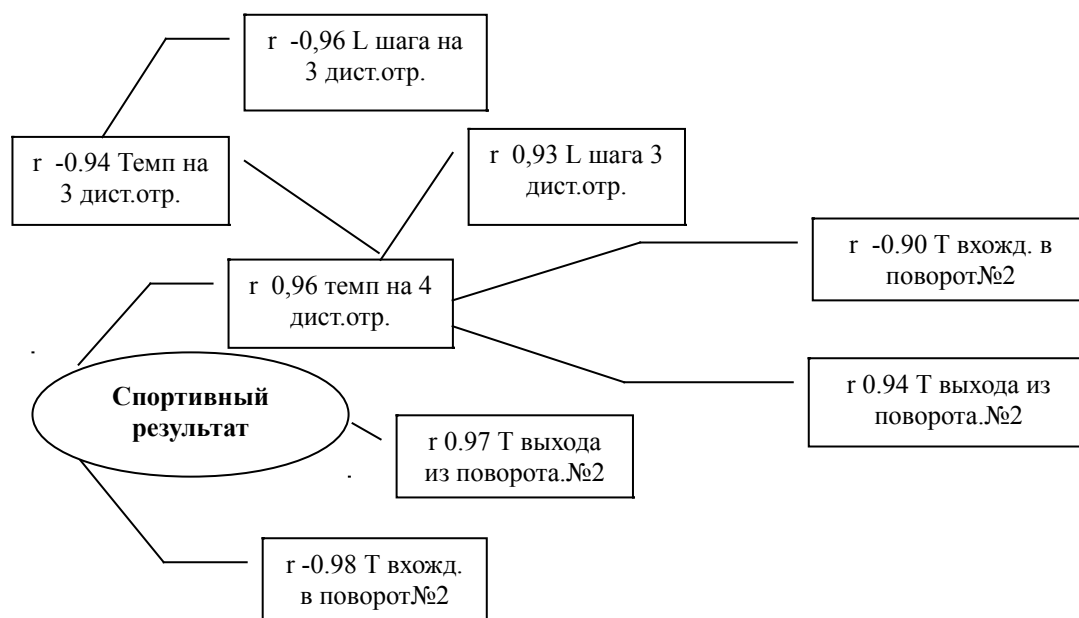 r -0,96 L шага на
3 дист.отр.
r -0.94 Темп на
3 дист.отр.
r 0,93 L шага 3
дист.отр.
r -0.90 Т вхожд. в
поворот№2
r 0,96 темп на 4
дист.отр.
Спортивный
результат
r 0.94 Т выхода из
поворота.№2
r 0.97 Т выхода
из поворота.№2
r -0.98 Т вхожд.
в поворот№2